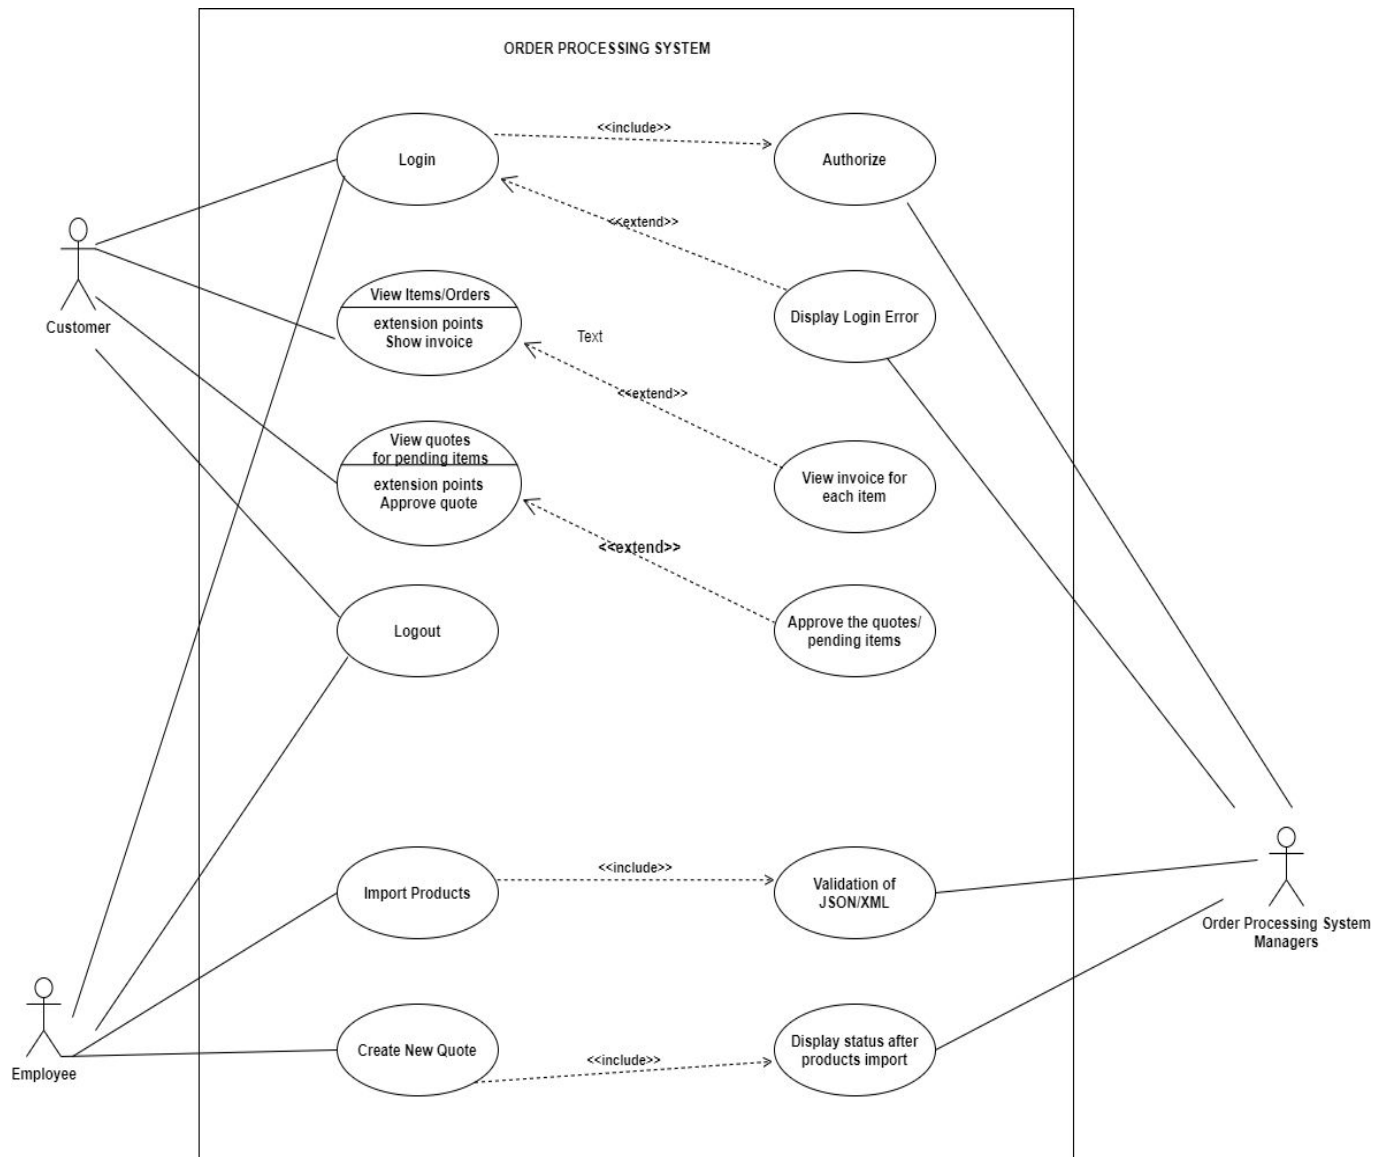 ORDER PROCESSING SYSTEM
<<include>>
Login
Authorize
<<extend>>
Customer
View Items/Orders
extension points
Show invoice
Display Login Error
Text
<<extend>>
View quotes
for pending items
extension points
Approve quote
View invoice for
each item
<<extend>>
Logout
Approve the quotes/
pending items
<<include>>
Import Products
Validation of
JSON/XML
Order Processing System
Managers
Employee
Create New Quote
<<include>>
Display status after
products import